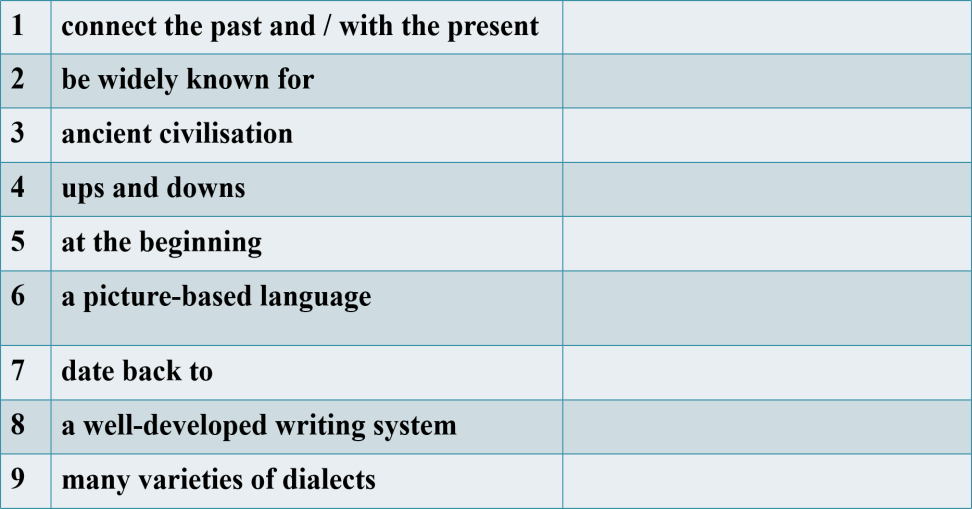 1 connect the past and / with the present
2 be widely known for
3 ancient civilisation
4 ups and downs
5 at the beginning
6 a picture-based language
7 date back to
8 a well-developed writing system
9 many varieties of dialects